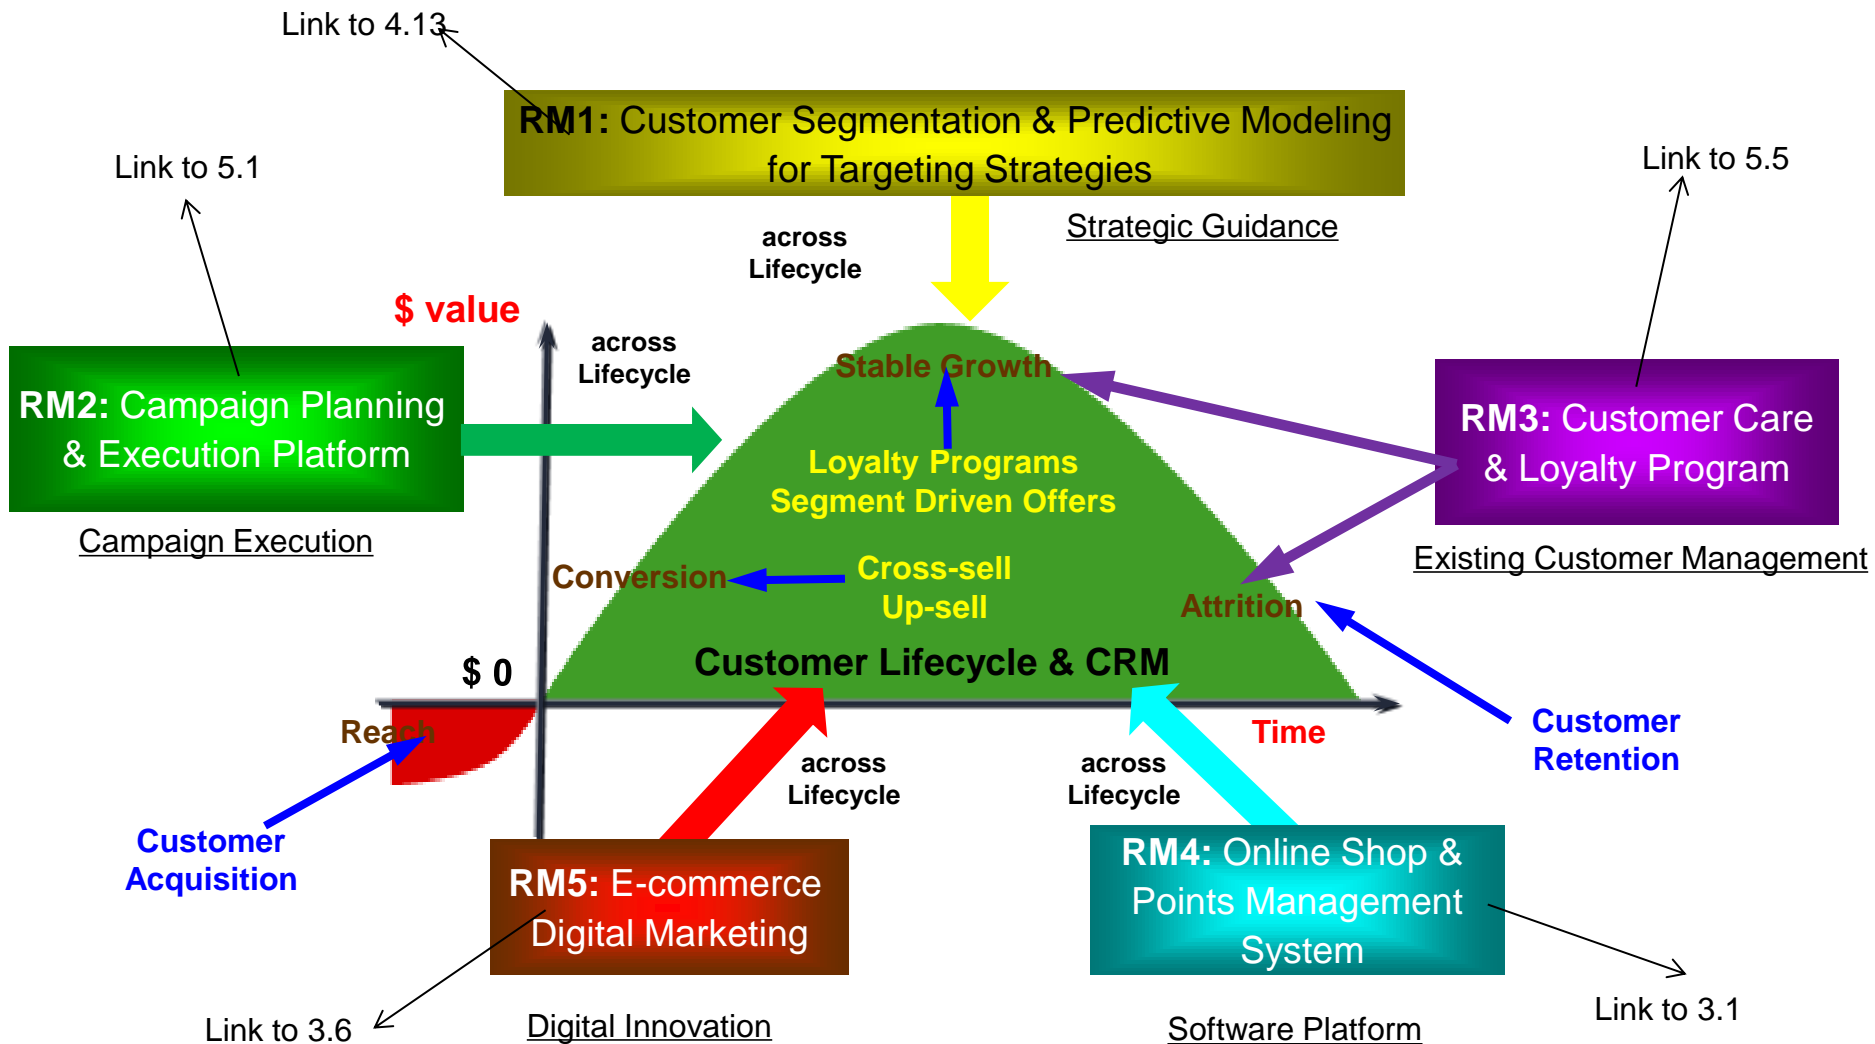 Link to 4.13
RM1: Customer Segmentation & Predictive Modeling
for Targeting Strategies
Link to 5.1
Link to 5.5
Strategic Guidance
across
Lifecycle
$ value
across
Lifecycle
Stable Growth
RM2: Campaign Planning
& Execution Platform
RM3: Customer Care
& Loyalty Program
Loyalty Programs
Segment Driven Offers
Campaign Execution
Existing Customer Management
Conversion
Cross-sell
Up-sell
Attrition
Customer Lifecycle & CRM
$ 0
Reach
Time
Customer
Retention
across
Lifecycle
across
Lifecycle
Customer
Acquisition
RM5: E-commerce
Digital Marketing
RM4: Online Shop &
Points Management
System
Link to 3.6
Digital Innovation
Software Platform
Link to 3.1